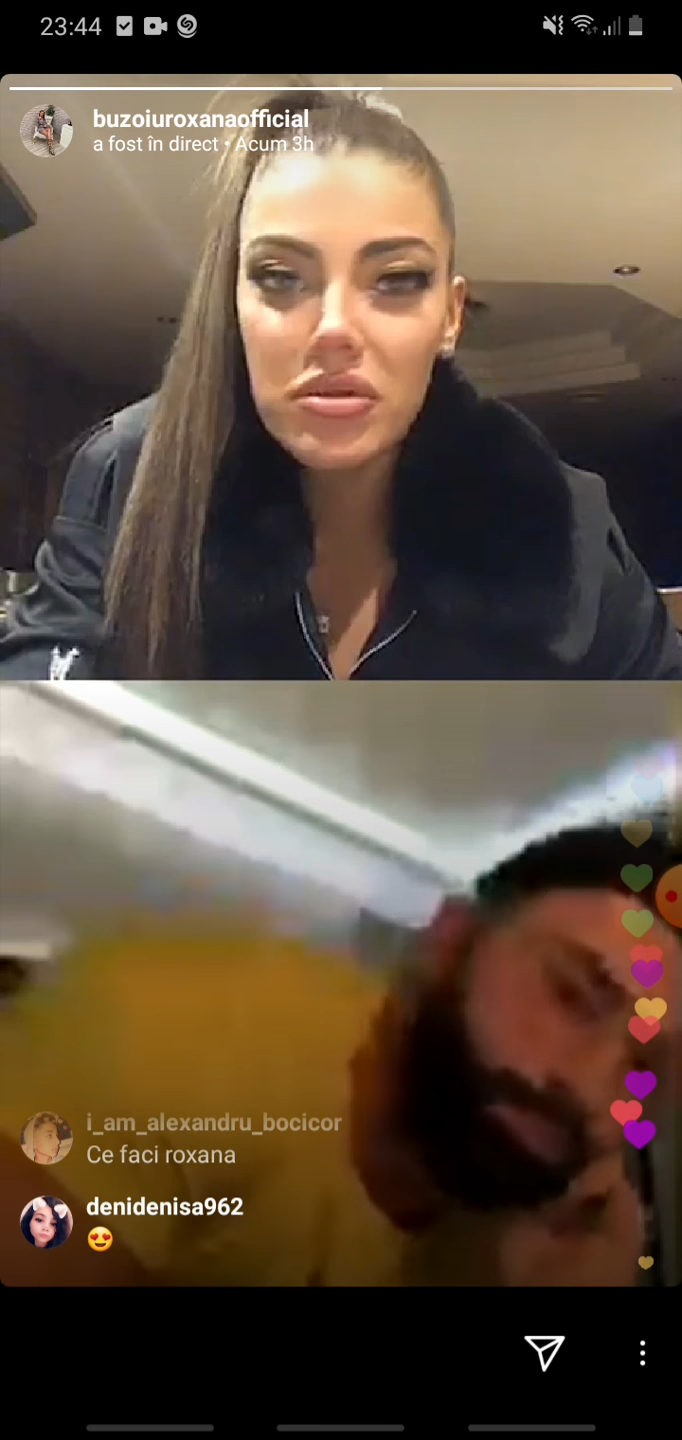 23:44
buzoiuroxanaofficial
a fost în direct • Acum 3h
i_am_alexandru_bocicor
Ce faci roxana
denidenisa962
😍